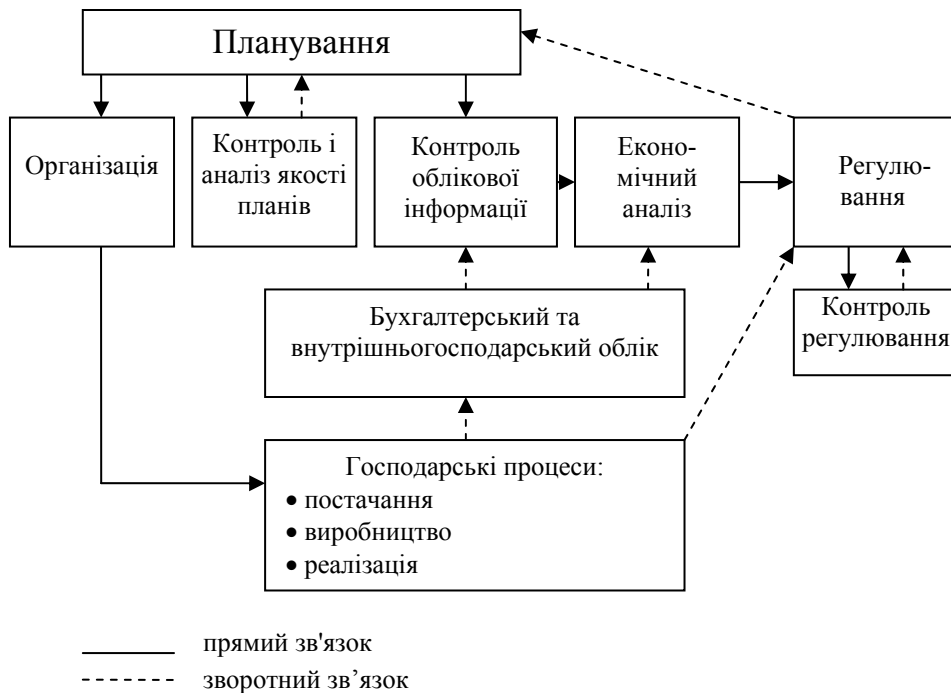 Планування
Організація
Контроль і
аналіз якості
планів
Контроль
облікової
інформації
Еконо-
мічний
аналіз
Регулю-
вання
Бухгалтерський та
внутрішньогосподарський облік
Контроль
регулювання
Господарські процеси:
• постачання
• виробництво
• реалізація
прямий зв'язок
зворотний зв’язок